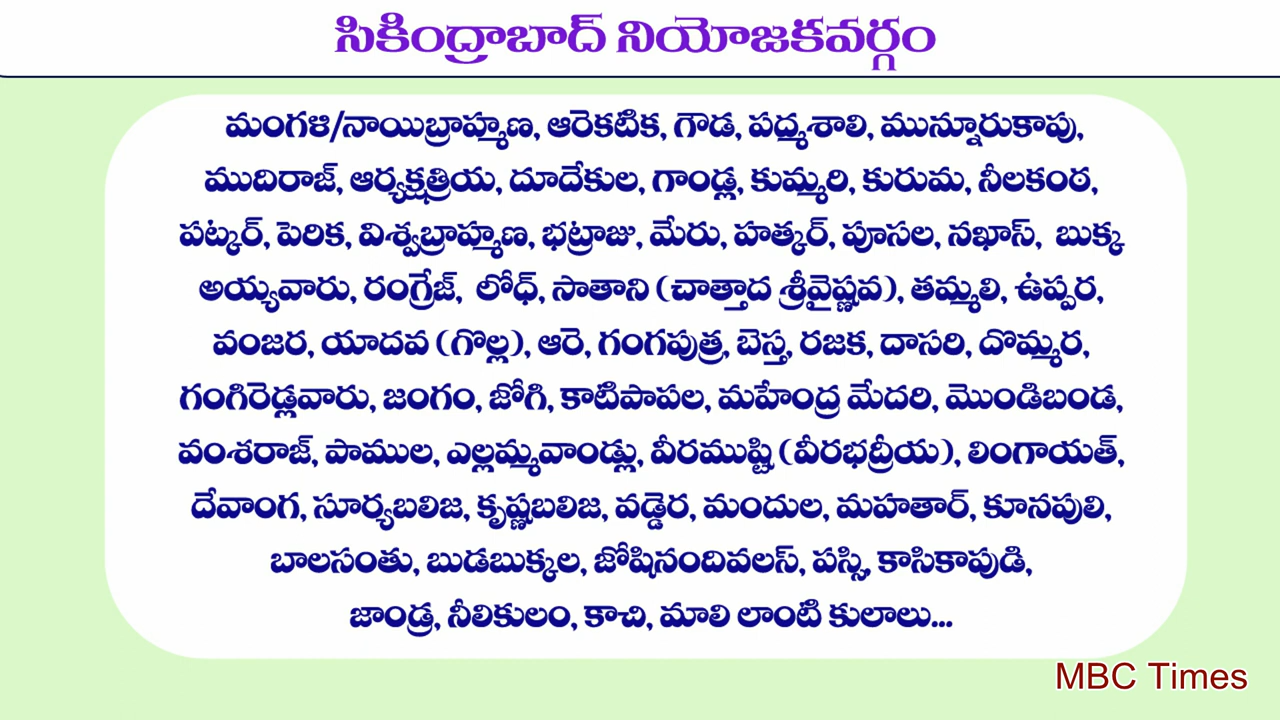 సికింద్రాబాద్ నియోజకవర్గం
మంగళి/నాయిబ్రాహ్మణ, ఆరెకటిక, గౌడ, పద్మశాలి, మున్నూరుకాపు,
ముదిరాజ్, ఆర్యక్షత్రియ, దూదేకుల, గాండ్ల, కుమ్మరి, కురుమ, నీలకంఠ,
పట్కర్, పెరిక, విశ్వబ్రాహ్మణ, భట్రాజు, మేరు, హత్కర్, పూసల, నఖాస్, బుక్క
అయ్యవారు, రంగ్రేజ్, లోధ్, సాతాని (చాత్తాద శ్రీవైష్ణవ), తమ్మలి, ఉప్పర,
వంజర, యాదవ (గొల్ల), ఆరె, గంగపుత్ర, బెస్త, రజక, దాసరి, దొమ్మర,
గంగిరెడ్లవారు, జంగం, జోగి, కాటిపాపల, మహేంద్ర మేదరి, మొండిబండ,
వంశరాజ్, పాముల, ఎల్లమ్మవాండ్లు, వీరముష్టి (వీరభద్రీయ), లింగాయత్,
దేవాంగ, సూర్యబలిజ, కృష్ణబలిజ, వడ్డెర, మందుల, మహతార్, కూనపులి,
బాలసంతు, బుడబుక్కల, జోషినందివలస్, పస్సి, కాసికాపుడి,
జాండ్ర, నీలికులం, కాచి, మాలి లాంటి కులాలు...
MBC Times